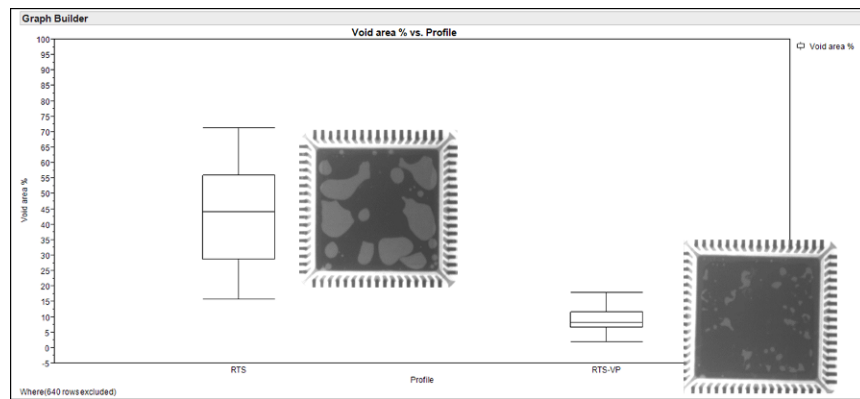 Graph Builder
Void area % vs. Profile
Void area %
100
95
90
85
80
75
70
65
60
55
50
45
40
35
30
25
20
15
10
5
0
-5
Void area %
RTS
RTS-VP
Profile
Where(640 rows excluded)